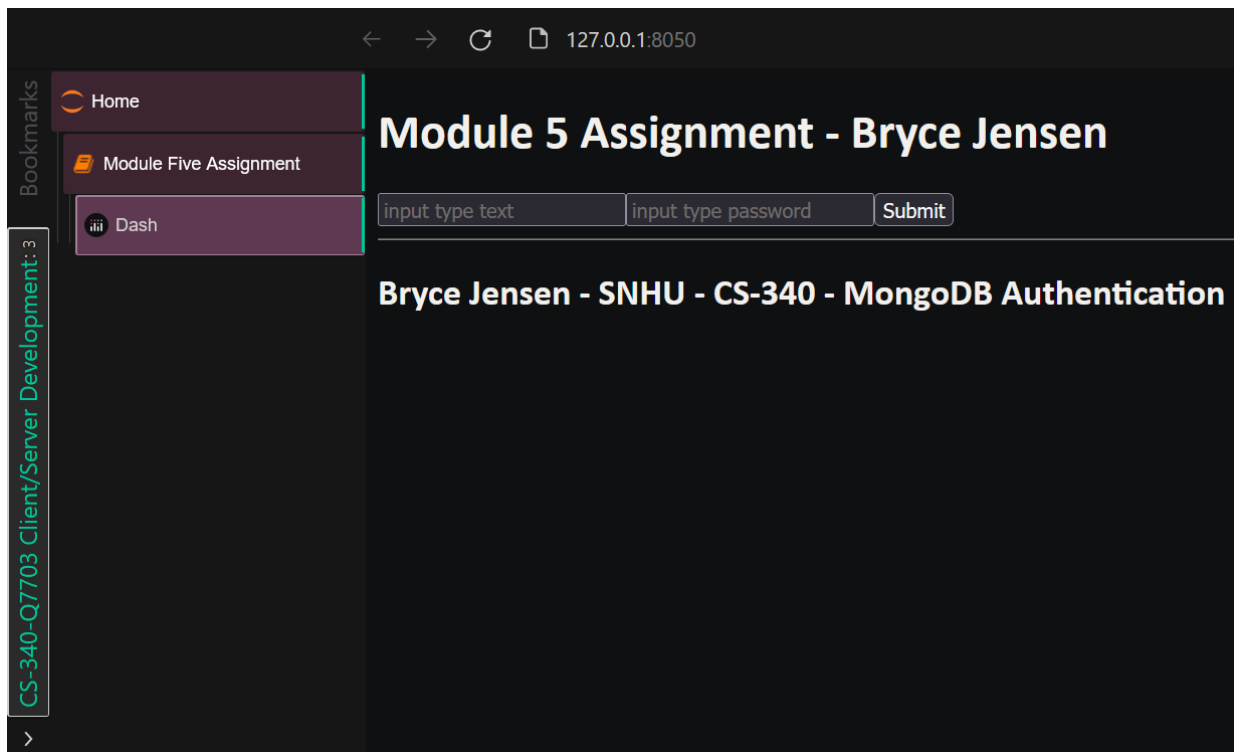 127.0.0.1:8050
Bookmarks
CS-340-Q7703 Client/Server Development: 3
Home
Module Five Assignment
Dash
Module 5 Assignment - Bryce Jensen
input type text input type password Submit
Bryce Jensen - SNHU - CS-340 - MongoDB Authentication